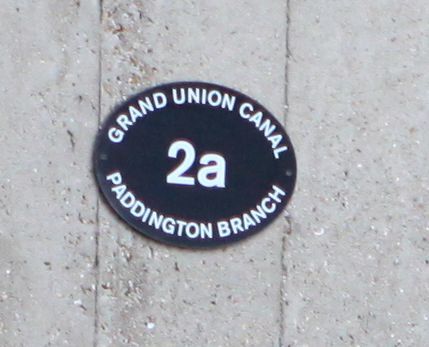 GRAND UNION CANAL
2a
PADDINGTON BRANCH